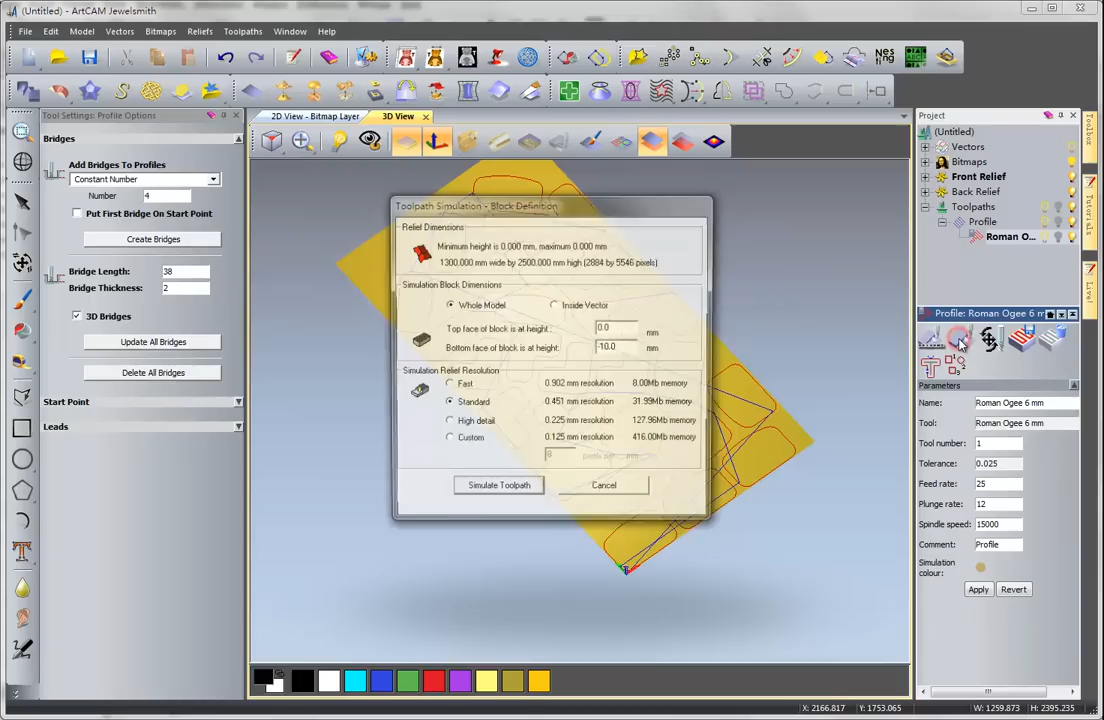 (Untitled) - ArtCAM Jewelsmith
File Edit Model Vectors Bitmaps Reliefs Toolpaths Window Help
Nes
ting
Tool Settings: Profile Options
Bridges
Add Bridges To Profiles
Constant Number
Number 4
Put First Bridge On Start Point
Create Bridges
Bridge Length: 38
Bridge Thickness: 2
3D Bridges
Update All Bridges
Delete All Bridges
Start Point
Leads
2D View - Bitmap Layer
3D View
Toolpath Simulation - Block Definition
Relief Dimensions
Minimum height is 0.000 mm, maximum 0.000 mm
1300.000 mm wide by 2500.000 mm high (2884 by 5546 pixels)
Simulation Block Dimensions
Whole Model Inside Vector
Top face of block is at height: 0.0 mm
Bottom face of block is at height: -10.0 mm
Simulation Relief Resolution
Fast 0.902 mm resolution 8.00Mb memory
Standard 0.451 mm resolution 31.99Mb memory
High detail 0.225 mm resolution 127.96Mb memory
Custom 0.125 mm resolution 416.00Mb memory
8 pixels per mm
Simulate Toolpath Cancel
Project
(Untitled)
Vectors
Bitmaps
Front Relief
Back Relief
Toolpaths
Profile
Roman O...
Toolbox
Tutorials
Live!
Profile: Roman Ogee 6 m
Parameters
Name: Roman Ogee 6 mm
Tool: Roman Ogee 6 mm
Tool number: 1
Tolerance: 0.025
Feed rate: 25
Plunge rate: 12
Spindle speed: 15000
Comment: Profile
Simulation
colour:
Apply Revert
X: 2166.817 Y: 1753.065 W: 1259.873 H: 2395.235